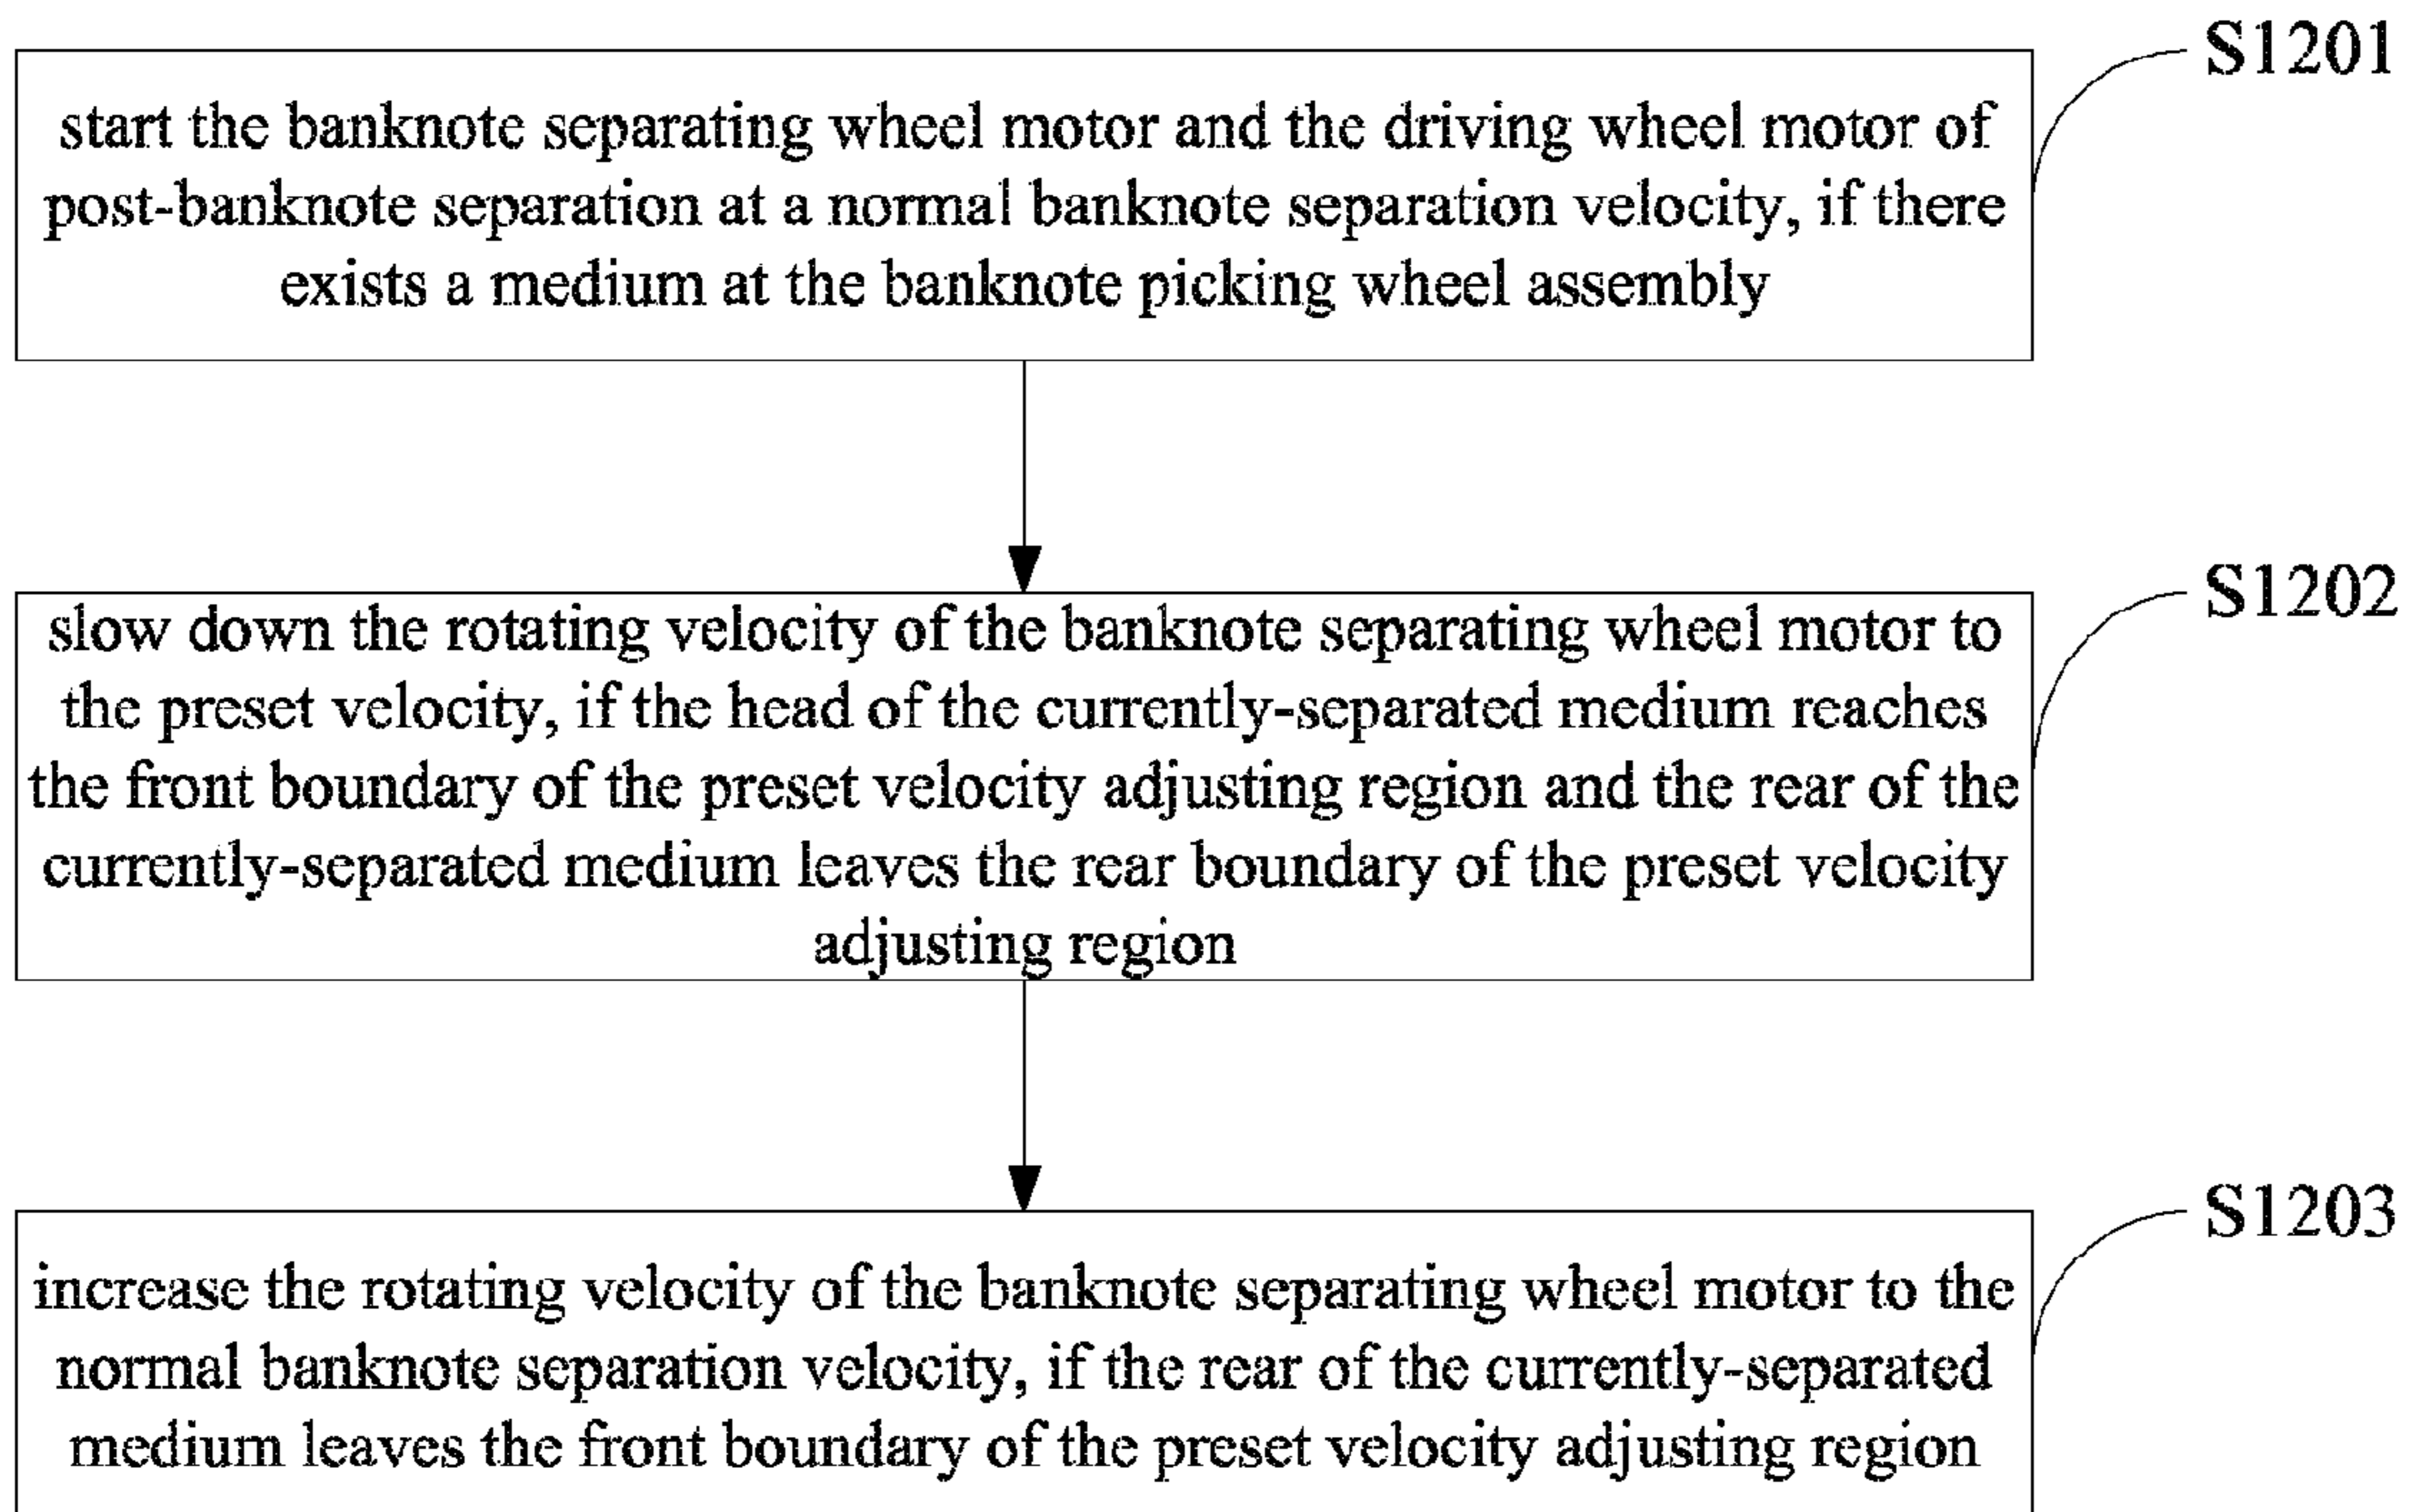 S1201
start the banknote separating wheel motor and the driving wheel motor of
post-banknote separation at a normal banknote separation velocity, if there
exists a medium at the banknote picking wheel assembly
S1202
slow down the rotating velocity of the banknote separating wheel motor to
the preset velocity, if the head of the currently-separated medium reaches
the front boundary of the preset velocity adjusting region and the rear of the
currently-separated medium leaves the rear boundary of the preset velocity
adjusting region
S1203
increase the rotating velocity of the banknote separating wheel motor to the
normal banknote separation velocity, if the rear of the currently-separated
medium leaves the front boundary of the preset velocity adjusting region